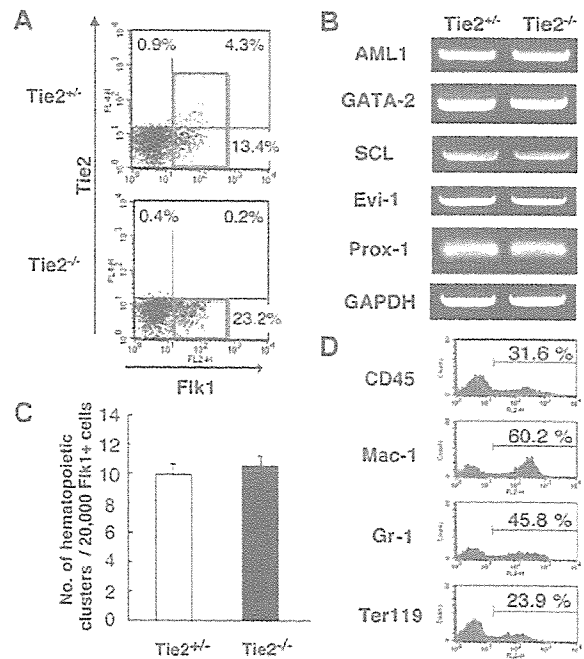 A
0.9%
4.3%
Tie2+/-
13.4%
Tie2
0.4%
0.2%
Tie2-/-
23.2%
Flk1
B
Tie2+/-
Tie2-/-
AML1
GATA-2
SCL
Evi-1
Prox-1
GAPDH
C
No. of hematopoietic
clusters / 20,000 Flk1+ cells
14
12
10
8
6
4
2
0
Tie2+/-
Tie2-/-
D
CD45
31.6 %
Mac-1
60.2 %
Gr-1
45.8 %
Ter119
23.9 %